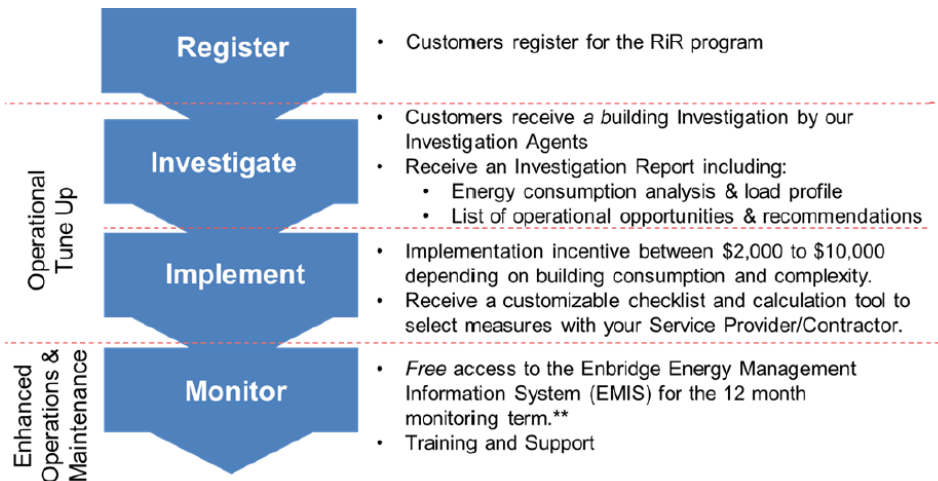 Register
• Customers register for the RiR program
Operational
Tune Up
Investigate
• Customers receive a building Investigation by our
Investigation Agents
• Receive an Investigation Report including:
• Energy consumption analysis & load profile
• List of operational opportunities & recommendations
Implement
• Implementation incentive between $2,000 to $10,000
depending on building consumption and complexity.
• Receive a customizable checklist and calculation tool to
select measures with your Service Provider/Contractor.
Enhanced
Operations &
Maintenance
Monitor
• Free access to the Enbridge Energy Management
Information System (EMIS) for the 12 month
monitoring term.**
• Training and Support